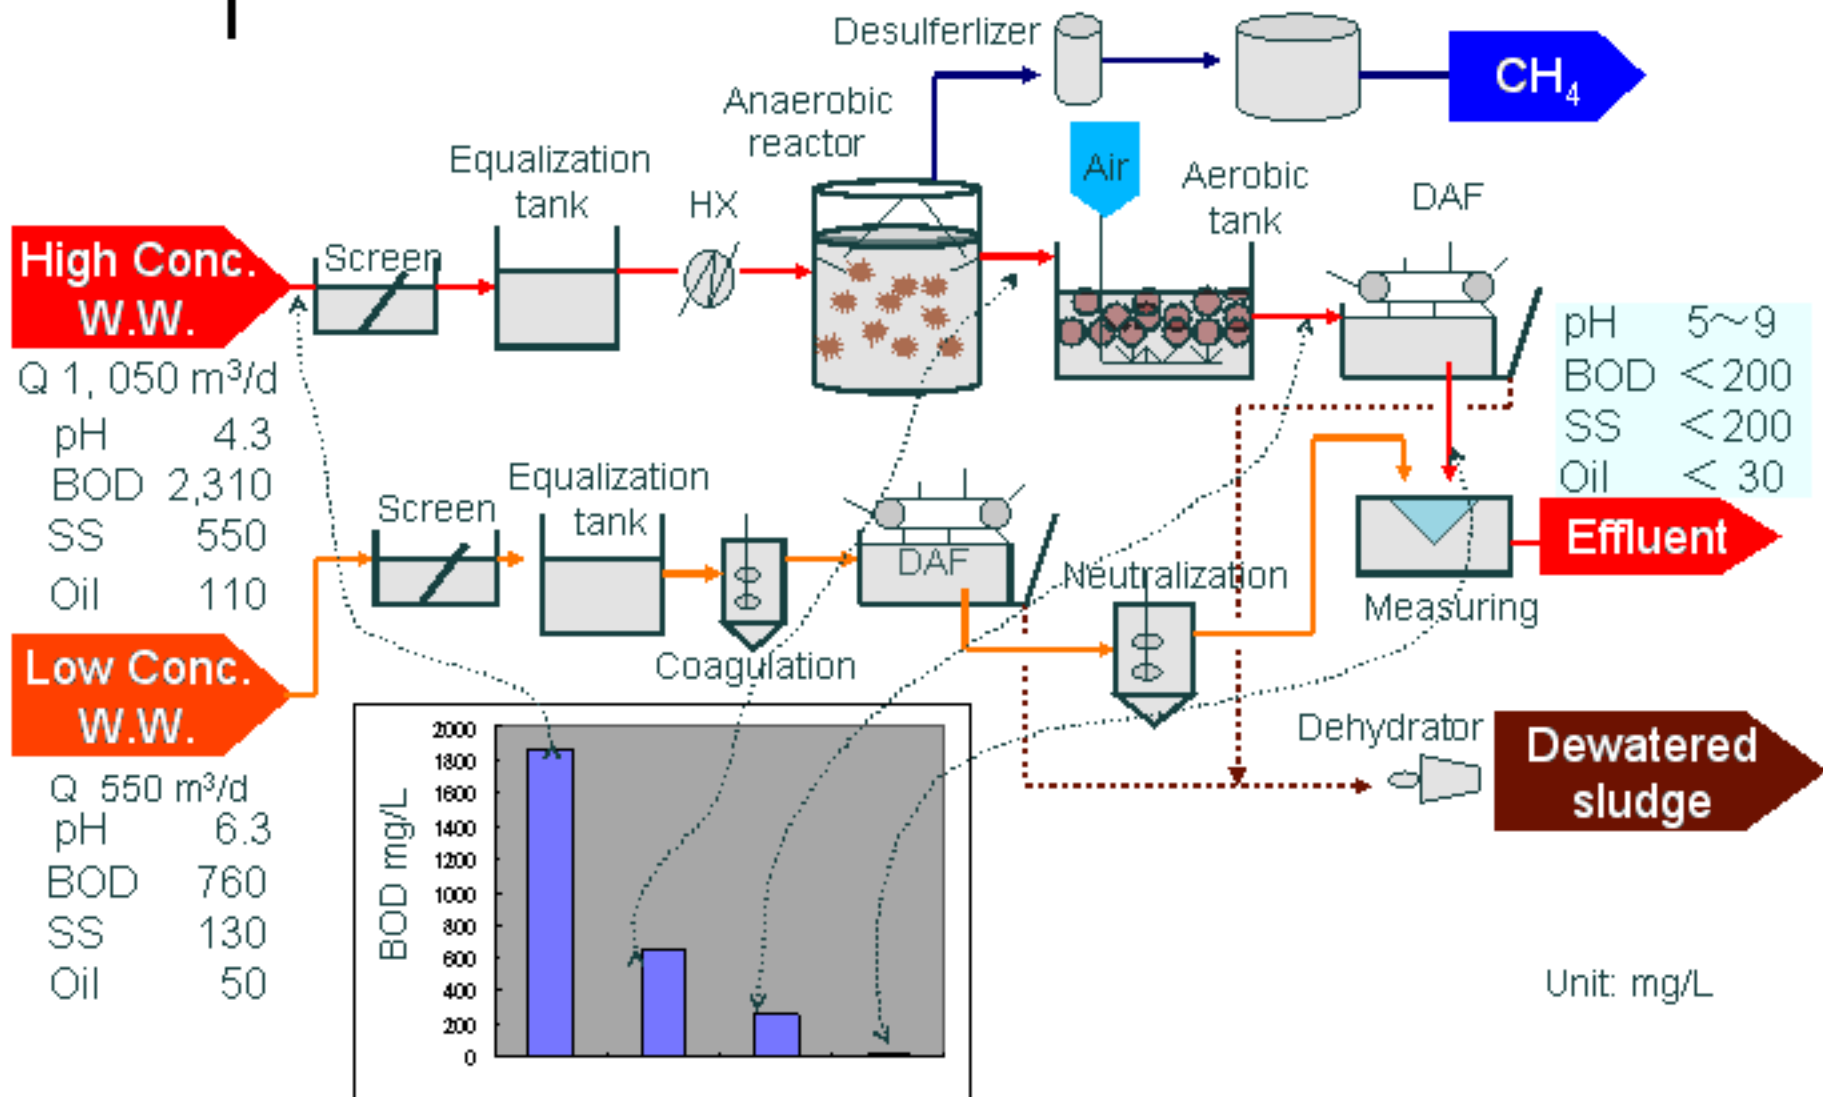 Desulferlizer
CH4
Anaerobic
reactor
Air
Equalization
tank
HX
Aerobic
tank
DAF
High Conc.
W.W.
Screen
Q 1, 050 m³/d
pH 4.3
BOD 2,310
SS 550
Oil 110
pH 5～9
BOD ＜200
SS ＜200
Oil ＜ 30
Effluent
Measuring
Screen
Equalization
tank
Coagulation
DAF
Neutralization
Low Conc.
W.W.
Q 550 m³/d
pH 6.3
BOD 760
SS 130
Oil 50
Dehydrator
Dewatered
sludge
BOD mg/L
2000
1800
1600
1400
1200
1000
800
600
400
200
0
Unit: mg/L